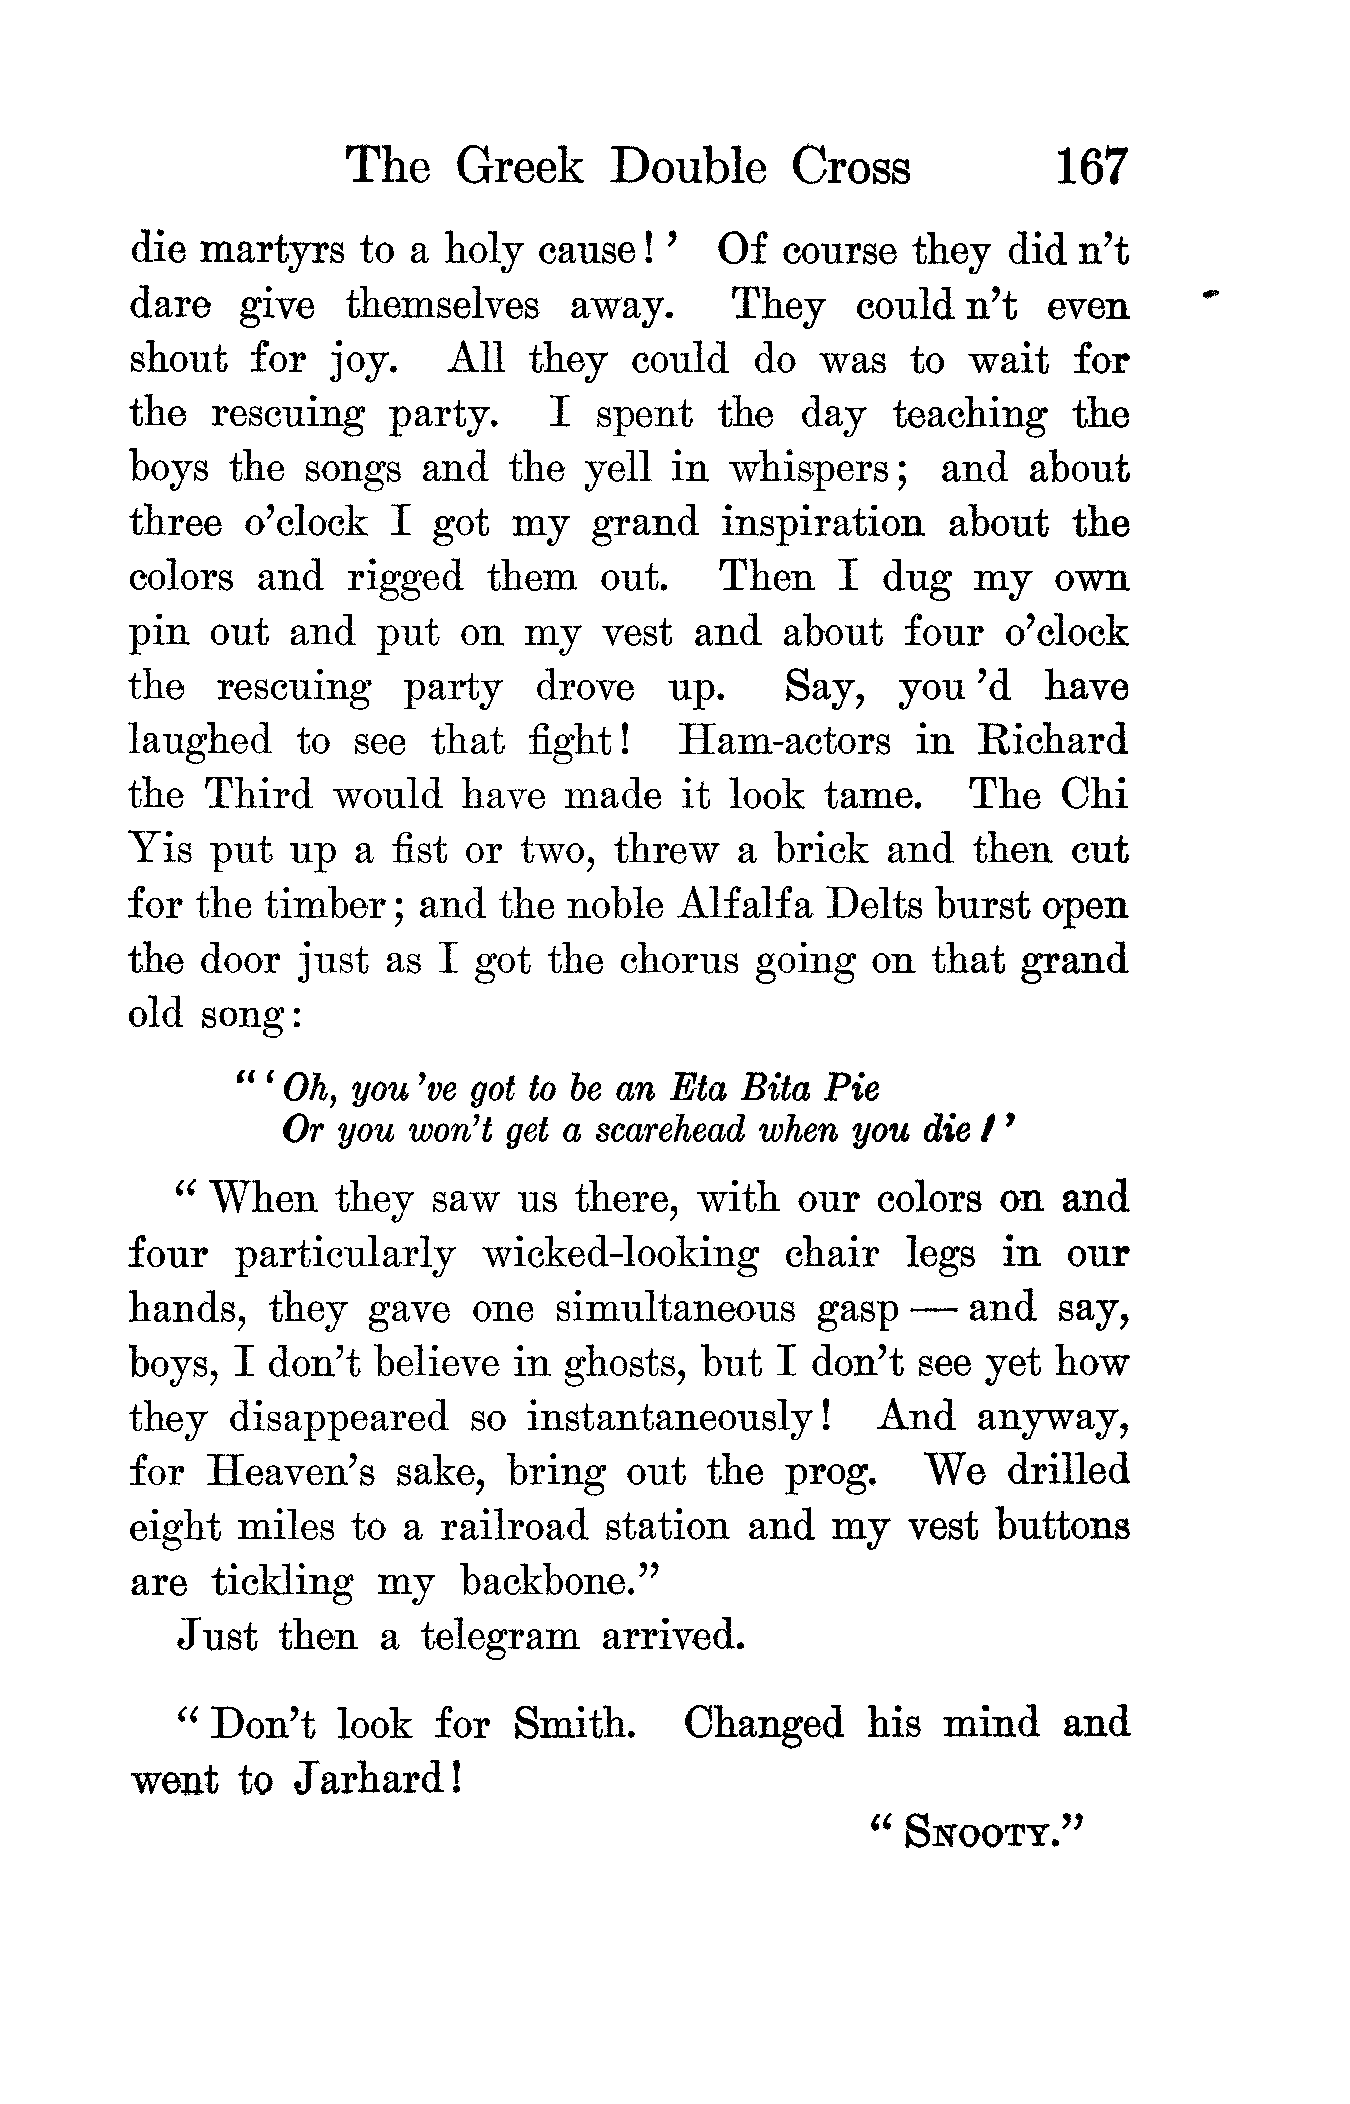 The Greek Double Cross 167
die martyrs to a holy cause! ' Of course they did n't
dare give themselves away. They could n't even
shout for joy. All they could do was to wait for
the rescuing party. I spent the day teaching the
boys the songs and the yell in whispers; and about
three o'clock I got my grand inspiration about the
colors and rigged them out. Then I dug my own
pin out and put on my vest and about four o'clock
the rescuing party drove up. Say, you 'd have
laughed to see that fight! Ham-actors in Richard
the Third would have made it look tame. The Chi
Yis put up a fist or two, threw a brick and then cut
for the timber; and the noble Alfalfa Delts burst open
the door just as I got the chorus going on that grand
old song:
" ' Oh, you 've got to be an Eta Bita Pie
Or you won't get a scarehead when you die ! '
" When they saw us there, with our colors on and
four particularly wicked-looking chair legs in our
hands, they gave one simultaneous gasp — and say,
boys, I don't believe in ghosts, but I don't see yet how
they disappeared so instantaneously! And anyway,
for Heaven's sake, bring out the prog. We drilled
eight miles to a railroad station and my vest buttons
are tickling my backbone."
Just then a telegram arrived.
" Don't look for Smith. Changed his mind and
went to Jarhard!
" SNOOTY."